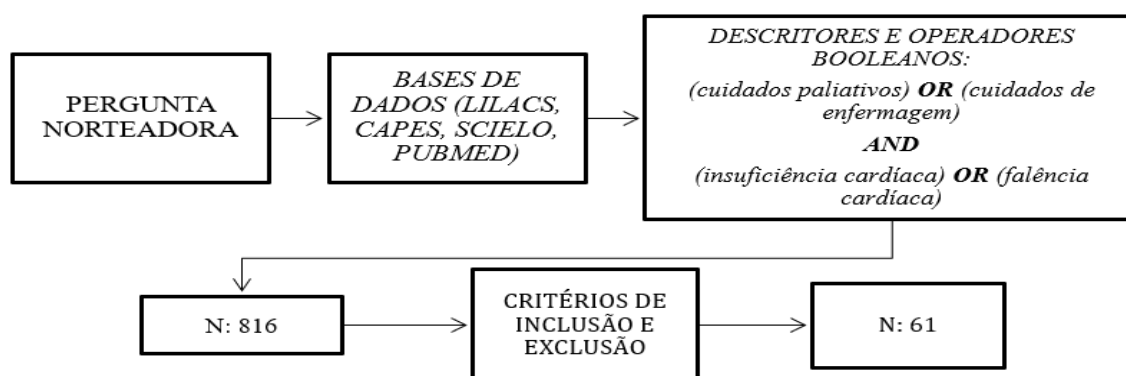 PERGUNTA
NORTEADORA
BASES DE
DADOS (LILACS,
CAPES, SCIELO,
PUBMED)
DESCRITORES E OPERADORES
BOOLEANOS:
(cuidados paliativos) OR (cuidados de
enfermagem)
AND
(insuficiência cardíaca) OR (falência
cardíaca)
N: 816
CRITÉRIOS DE
INCLUSÃO E
EXCLUSÃO
N: 61